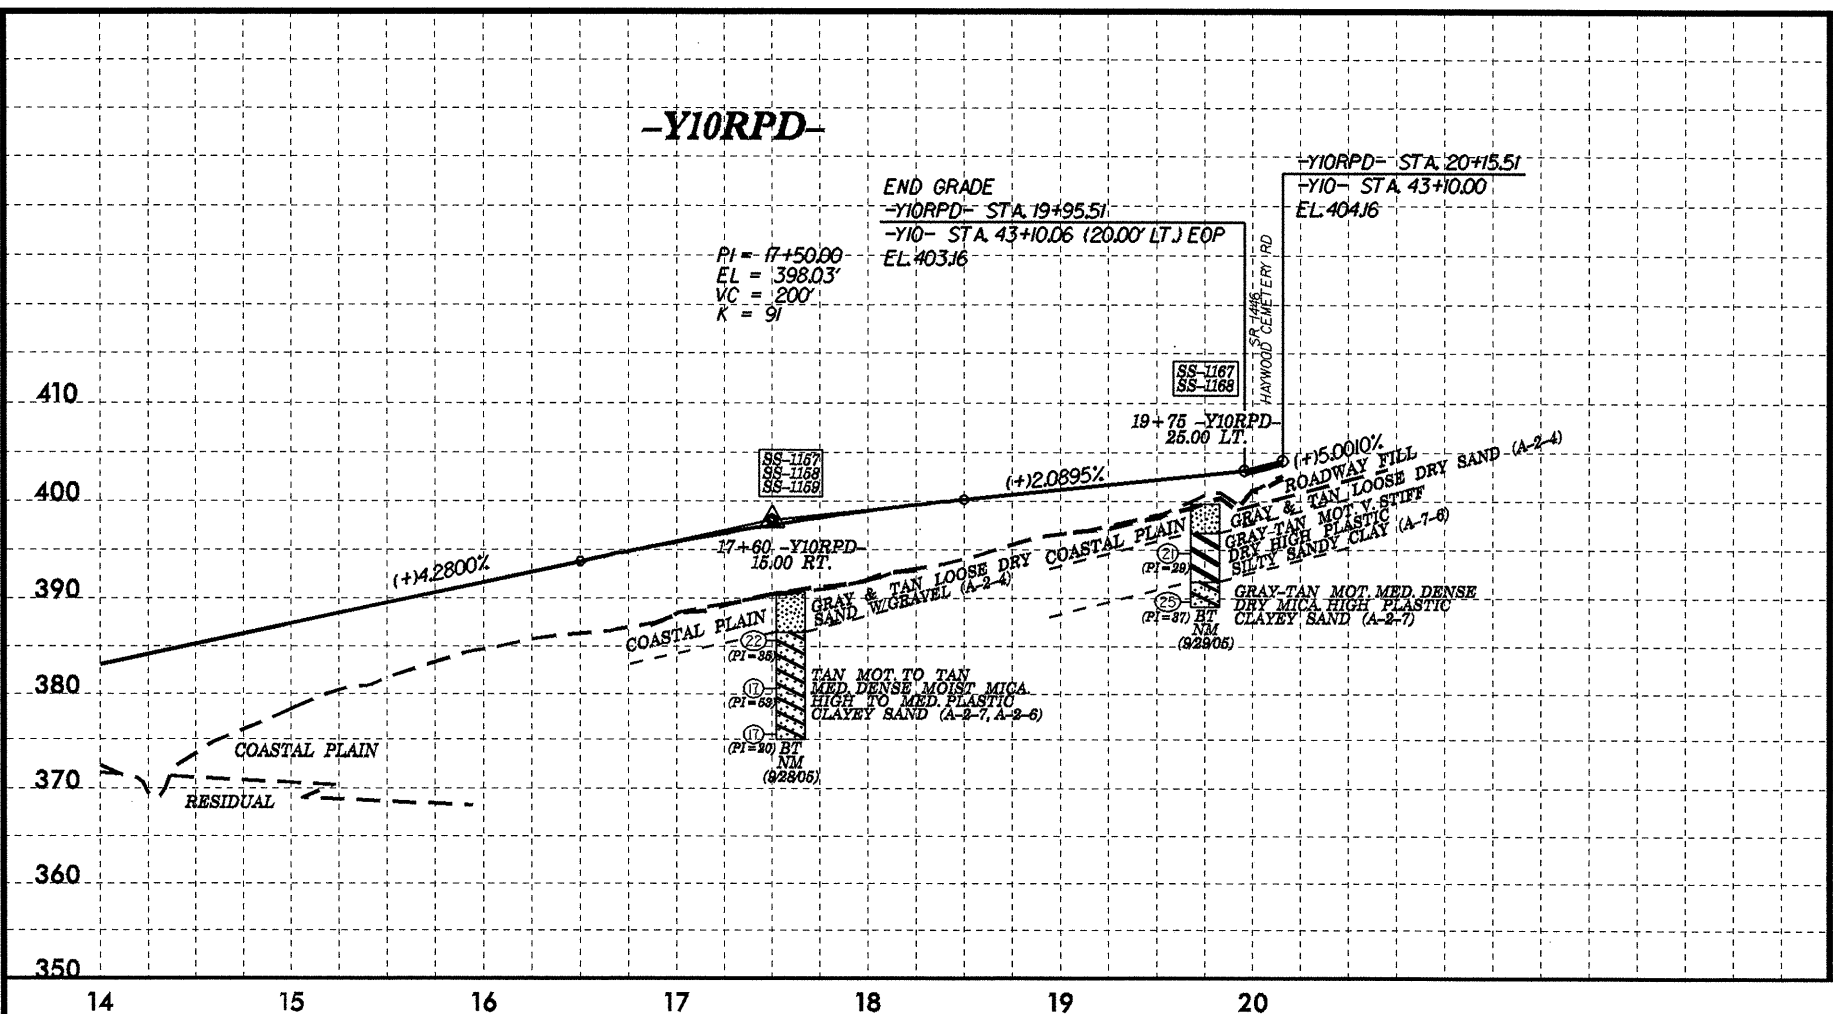 -Y10RPD-
-Y10RPD- STA. 20+15.51
-Y10- STA. 43+10.00
EL. 404.16
END GRADE
-Y10RPD- STA. 19+95.51
-Y10- STA. 43+10.06 (20.00' LT.) EOP
EL. 403.16
PI = 17+50.00
EL = 398.03'
VC = 200'
K = 91
SR 1446
HAYWOOD CEMETERY RD
SS-1167
SS-1168
19+75 -Y10RPD-
25.00 LT.
SS-1157
SS-1158
SS-1159
17+60 -Y10RPD-
15.00 RT.
(+)4.2800%
(+)2.0895%
(+)5.0010%
ROADWAY FILL
GRAY & TAN LOOSE DRY SAND (A-2-4)
GRAY-TAN MOT. V. STIFF
DRY HIGH PLASTIC
SILTY SANDY CLAY (A-7-6)
GRAY-TAN MOT. MED. DENSE
DRY MICA. HIGH PLASTIC
CLAYEY SAND (A-2-7)
COASTAL PLAIN
21
(PI=29)
25
(PI=37)
BT
NM
(9/29/05)
GRAY & TAN LOOSE DRY
SAND W/GRAVEL (A-2-4)
COASTAL PLAIN
22
(PI=35)
17
(PI=53)
17
(PI=20)
BT
NM
(9/28/05)
TAN MOT. TO TAN
MED. DENSE MOIST MICA.
HIGH TO MED. PLASTIC
CLAYEY SAND (A-2-7, A-2-6)
COASTAL PLAIN
RESIDUAL
410
400
390
380
370
360
350
14 15 16 17 18 19 20